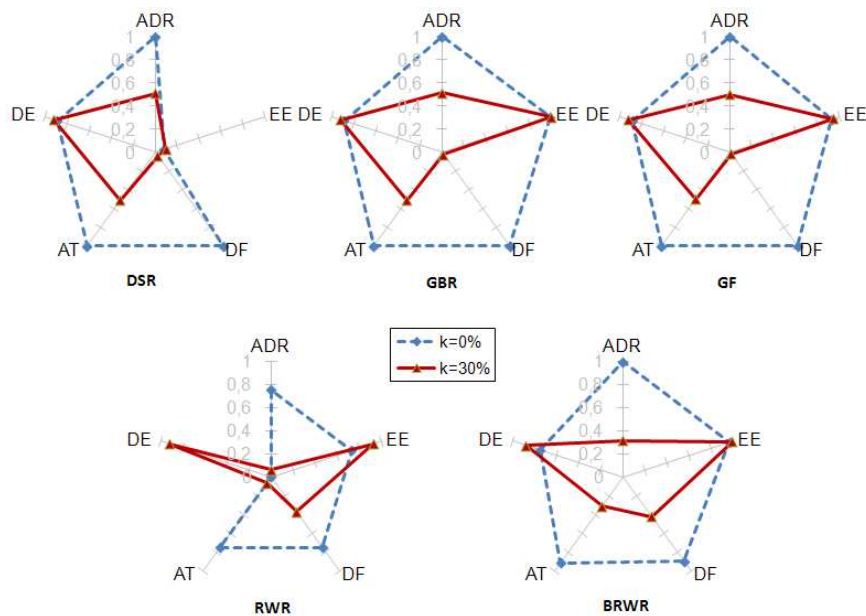 ADR
1
0,8
0,6
0,4
0,2
0
DE
EE
AT
DF
DSR
ADR
1
0,8
0,6
0,4
0,2
0
DE
EE
AT
DF
GBR
ADR
1
0,8
0,6
0,4
0,2
0
DE
EE
AT
DF
GF
k=0%
k=30%
ADR
1
0,8
0,6
0,4
0,2
0
DE
EE
AT
DF
RWR
ADR
1
0,8
0,6
0,4
0,2
0
DE
EE
AT
DF
BRWR